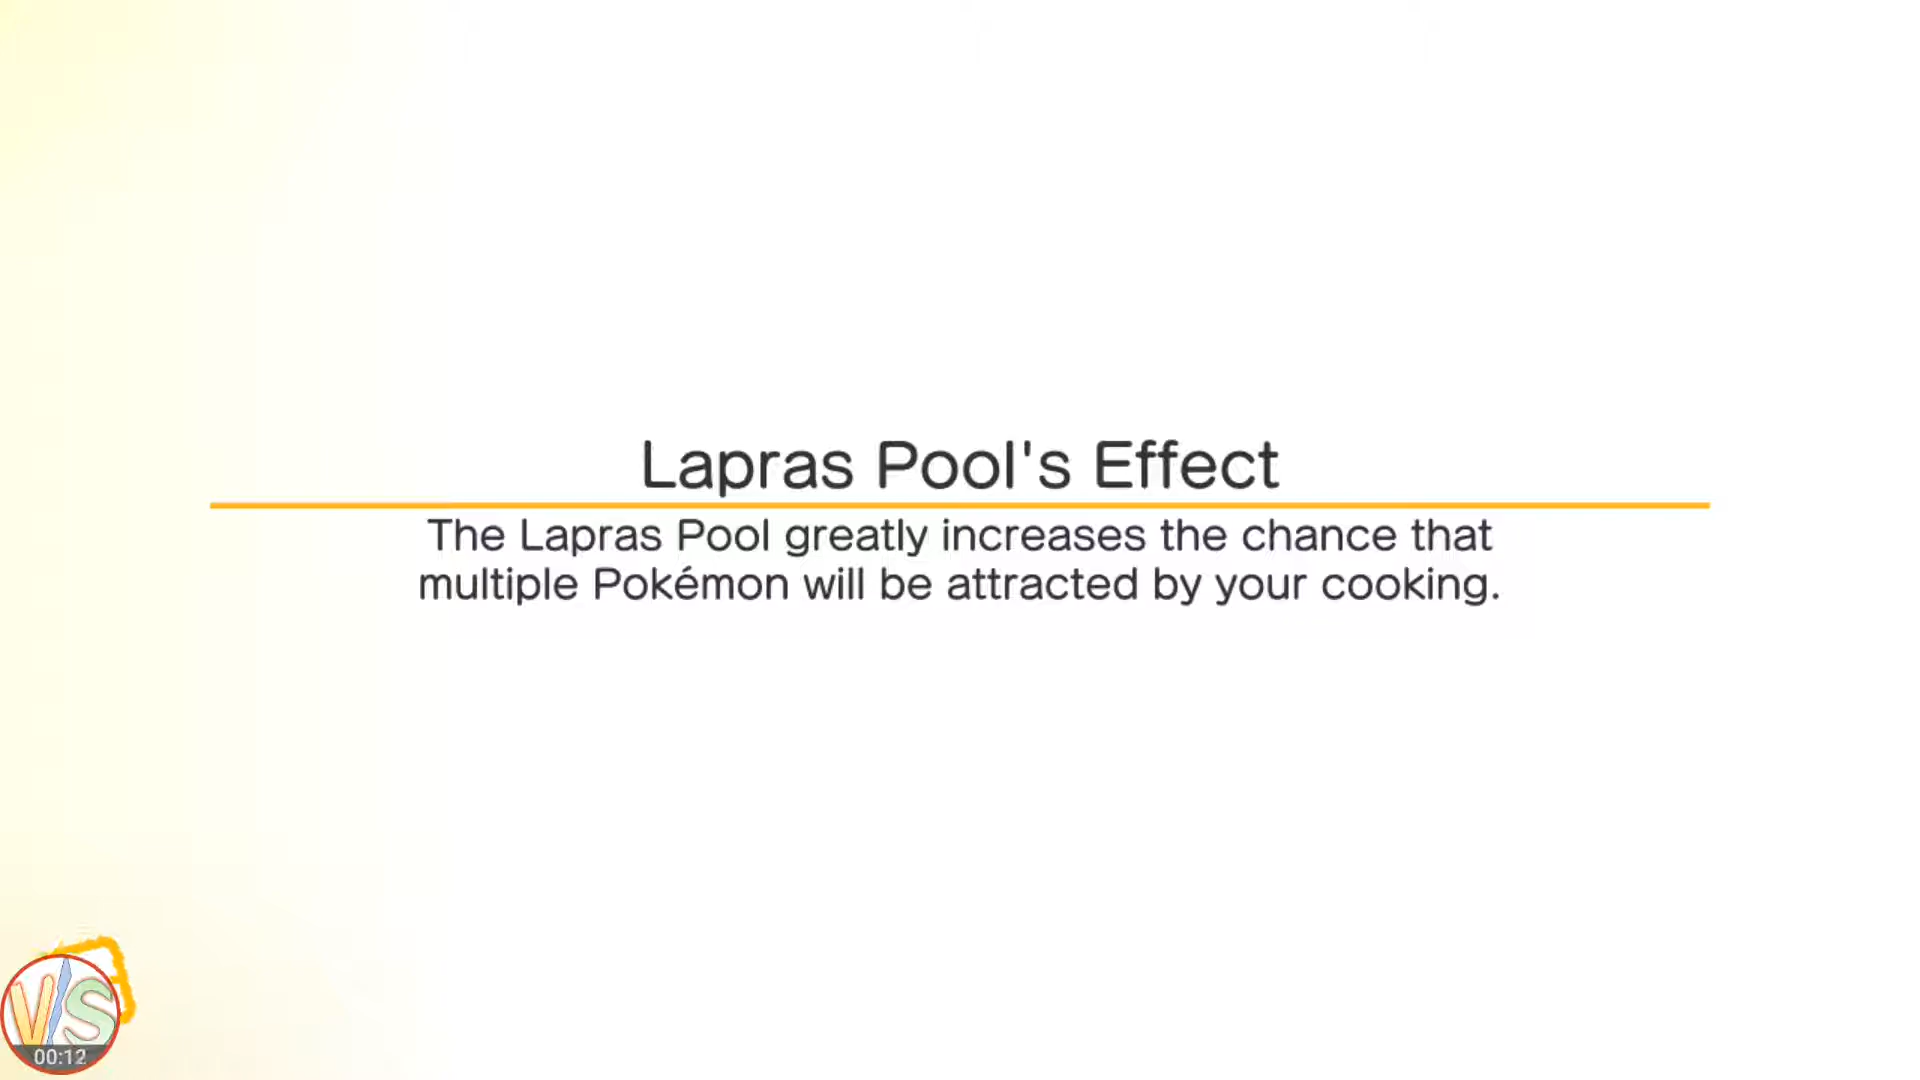 Lapras Pool's Effect
The Lapras Pool greatly increases the chance that
multiple Pokémon will be attracted by your cooking.
V/S
00:12